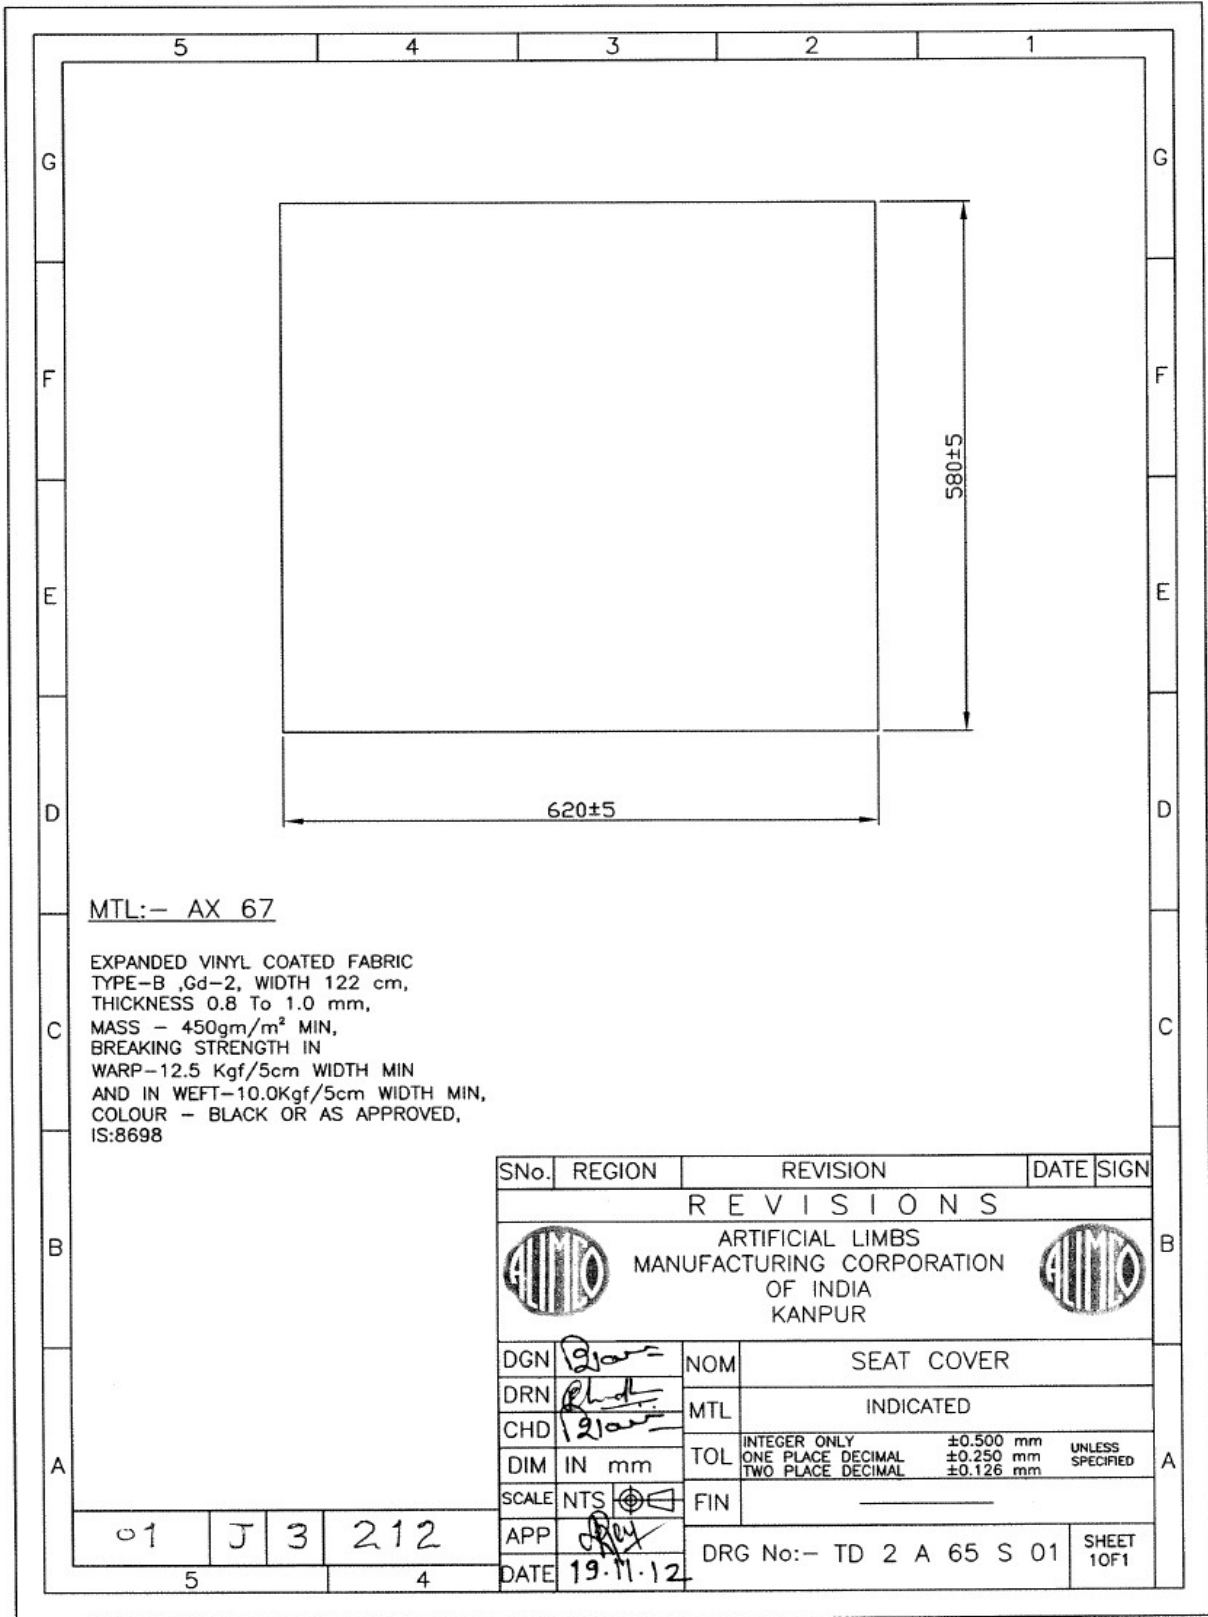 5 4 3 2 1
G G
F F
E E
D D
C C
B B
A A
580±5
620±5
MTL:– AX 67
EXPANDED VINYL COATED FABRIC
TYPE–B ,Gd–2, WIDTH 122 cm,
THICKNESS 0.8 To 1.0 mm,
MASS – 450gm/m² MIN,
BREAKING STRENGTH IN
WARP–12.5 Kgf/5cm WIDTH MIN
AND IN WEFT–10.0Kgf/5cm WIDTH MIN,
COLOUR – BLACK OR AS APPROVED,
IS:8698
SNo. REGION REVISION DATE SIGN
REVISIONS
ALIMCO ALIMCO
ARTIFICIAL LIMBS
MANUFACTURING CORPORATION
OF INDIA
KANPUR
DGN
DRN
CHD
DIM IN mm
SCALE NTS
APP
DATE 19.11.12
NOM SEAT COVER
MTL INDICATED
TOL
INTEGER ONLY ±0.500 mm
ONE PLACE DECIMAL ±0.250 mm
TWO PLACE DECIMAL ±0.126 mm
UNLESS
SPECIFIED
FIN
DRG No:– TD 2 A 65 S 01
SHEET
1OF1
01 J 3 212
5 4